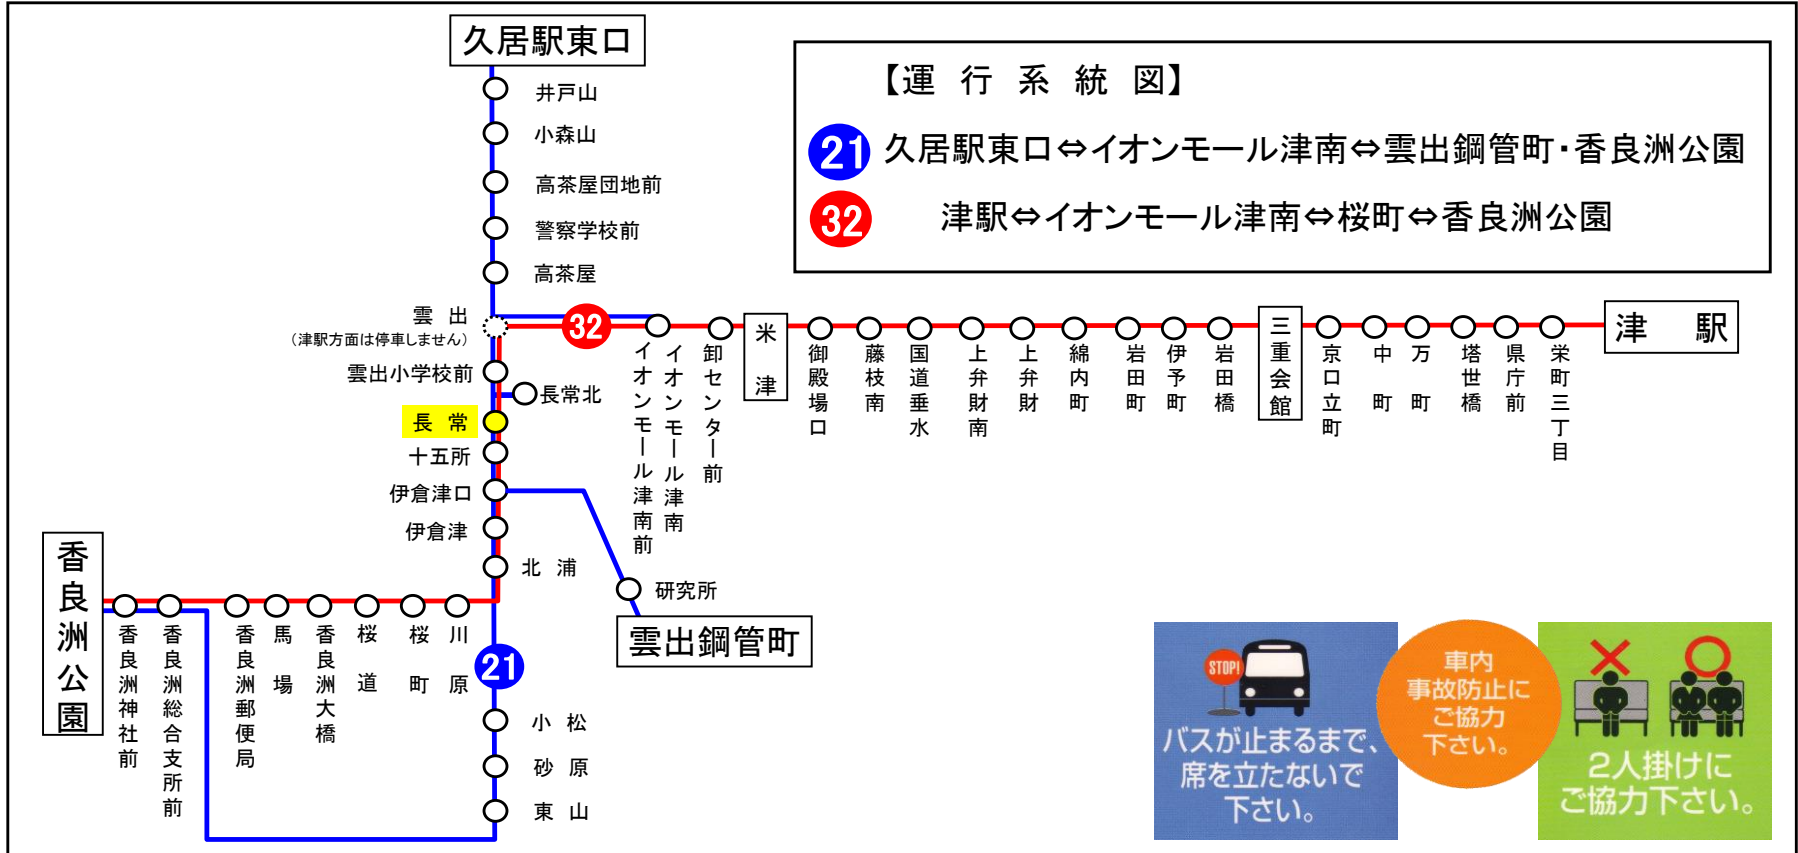 久居駅東口
【運 行 系 統 図】
21 久居駅東口⇔イオンモール津南⇔雲出鋼管町・香良洲公園
32 津駅⇔イオンモール津南⇔桜町⇔香良洲公園
井戸山
小森山
高茶屋団地前
警察学校前
高茶屋
雲 出
（津駅方面は停車しません）
雲出小学校前
長常北
長 常
十五所
伊倉津口
伊倉津
北 浦
32
イオンモール津南前
イオンモール津南
卸センター前
米津
御殿場口
藤枝南
国道垂水
上弁財南
上弁財
綿内町
岩田町
伊予町
岩田橋
三重会館
京口立町
中町
万町
塔世橋
県庁前
栄町三丁目
津 駅
研究所
雲出鋼管町
香良洲公園
香良洲神社前
香良洲総合支所前
香良洲郵便局
馬場
香良洲大橋
桜道
桜町
川原
21
小 松
砂 原
東 山
STOP!
バスが止まるまで、
席を立たないで
下さい。
車内
事故防止に
ご協力
下さい。
2人掛けに
ご協力下さい。